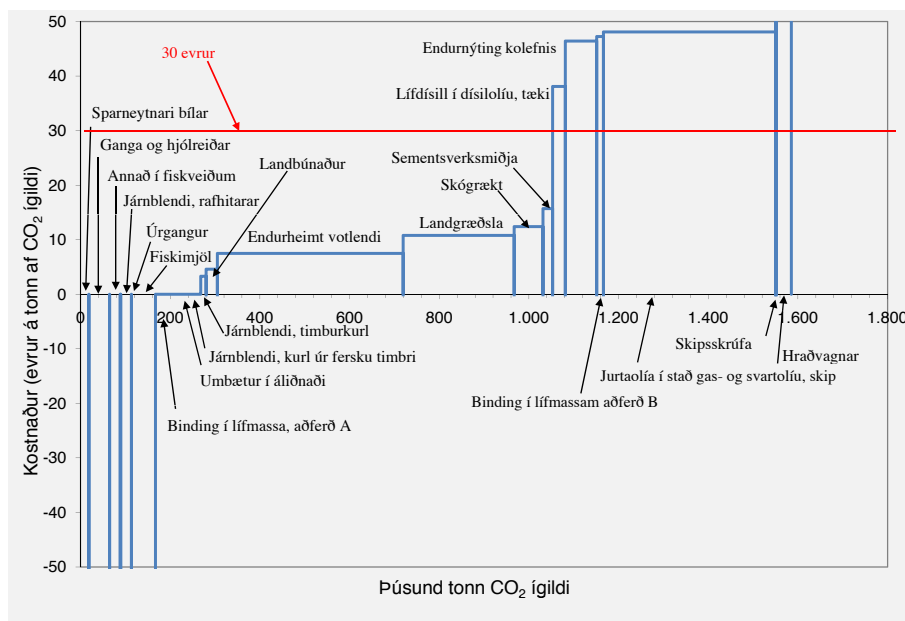 50
40
30
20
10
0
-10
-20
-30
-40
-50
Kostnaður (evrur á tonn af CO₂ ígildi)
30 evrur
Sparneytnari bílar
Ganga og hjólreiðar
Annað í fiskveiðum
Járnblendi, rafhitarar
Úrgangur
Fiskimjöl
Landbúnaður
Endurheimt votlendi
Landgræðsla
Skógrækt
Sementsverksmiðja
Lífdísill í dísilolíu, tæki
Endurnýting kolefnis
0 200 400 600 800 1.000 1.200 1.400 1.600 1.800
Járnblendi, timburkurl
Járnblendi, kurl úr fersku timbri
Umbætur í áliðnaði
Binding í lífmassa, aðferð A
Skipsskrúfa
Hraðvagnar
Jurtaolía í stað gas- og svartolíu, skip
Binding í lífmassam aðferð B
Þúsund tonn CO₂ ígildi